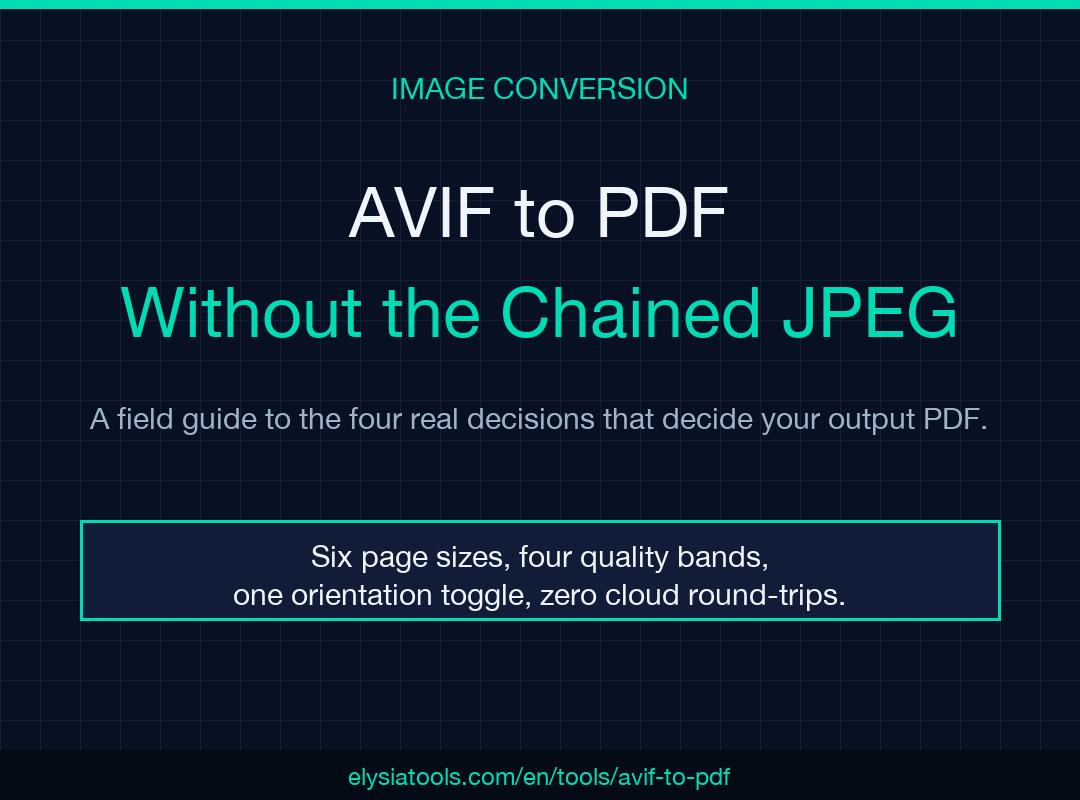 IMAGE CONVERSION
AVIF to PDF
Without the Chained JPEG
A field guide to the four real decisions that decide your output PDF.
Six page sizes, four quality bands,
one orientation toggle, zero cloud round-trips.
elysiatools.com/en/tools/avif-to-pdf